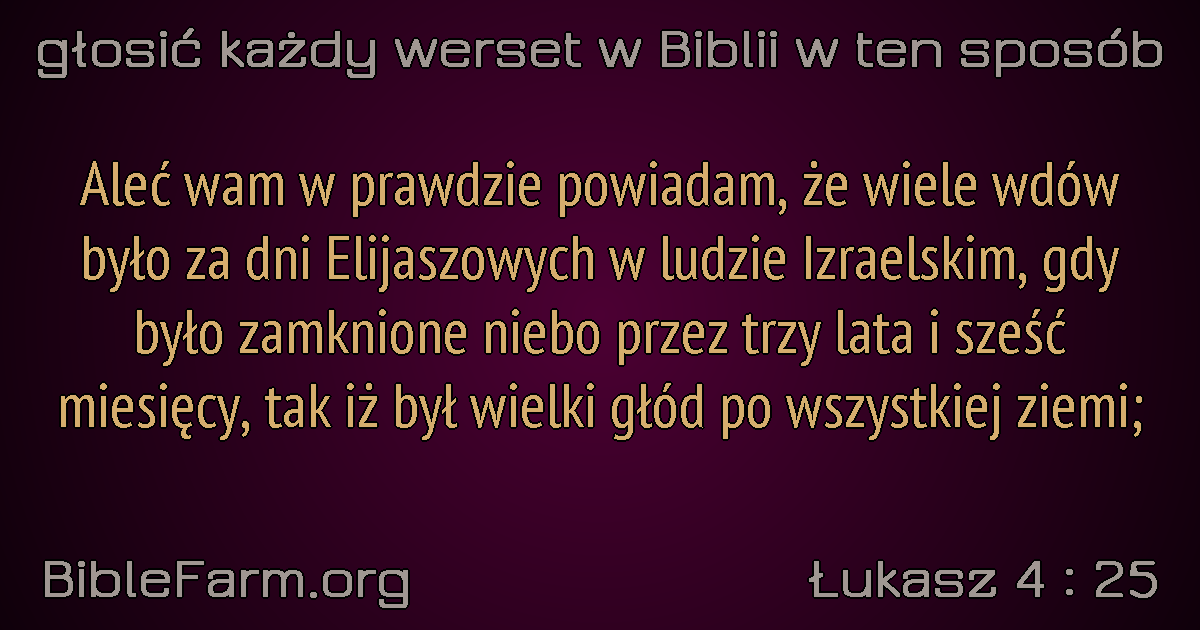 głosić każdy werset w Biblii w ten sposób
Aleć wam w prawdzie powiadam, że wiele wdów
było za dni Elijaszowych w ludzie Izraelskim, gdy
było zamknione niebo przez trzy lata i sześć
miesięcy, tak iż był wielki głód po wszystkiej ziemi;
BibleFarm.org
Łukasz 4 : 25